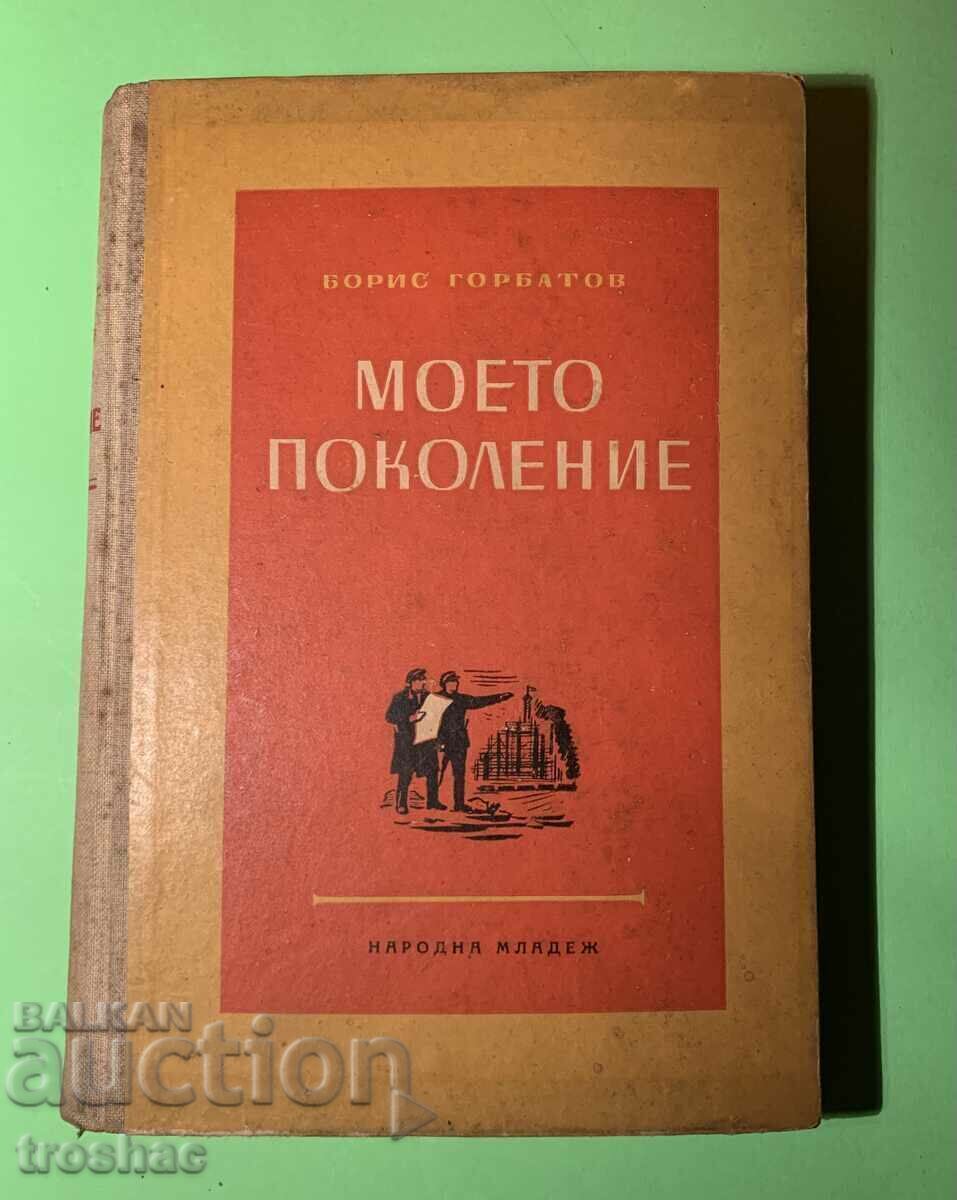 БОРИС ГОРБАТОВ
МОЕТО
ПОКОЛЕНИЕ
НАРОДНА МЛАДЕЖ
Е
BALKAN
auction
troshac